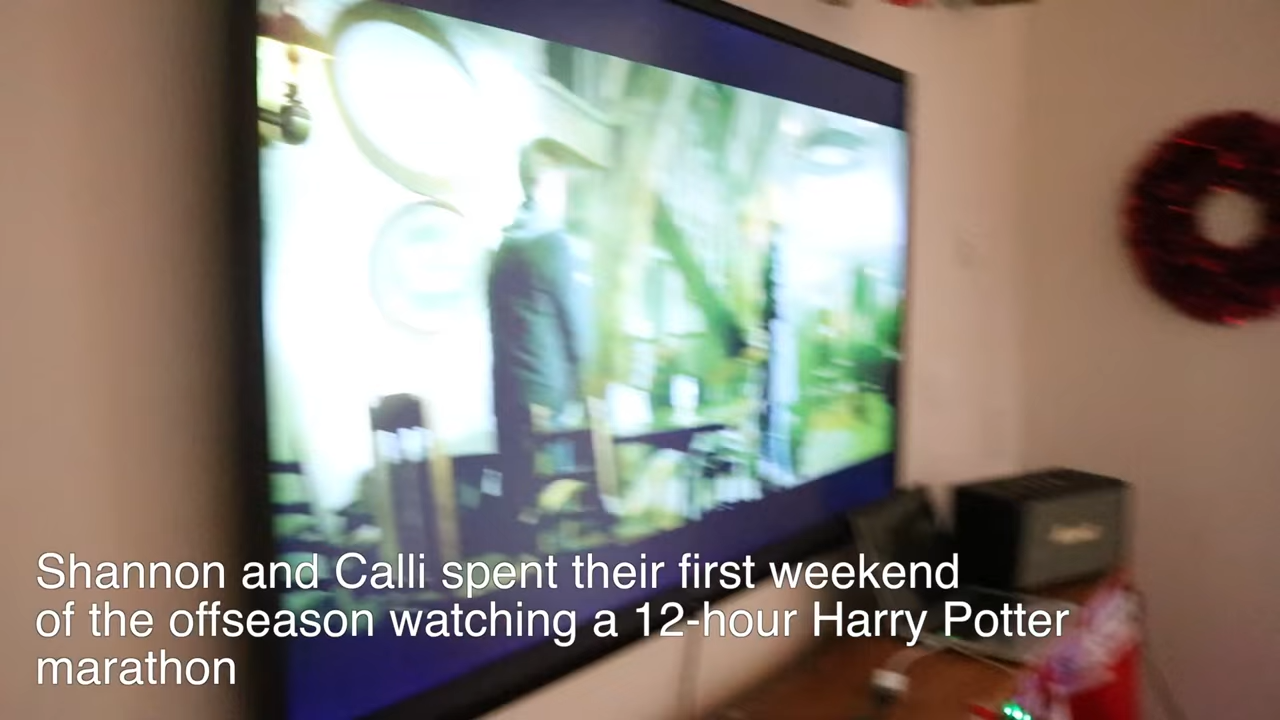 Shannon and Calli spent their first weekend
of the offseason watching a 12-hour Harry Potter
marathon